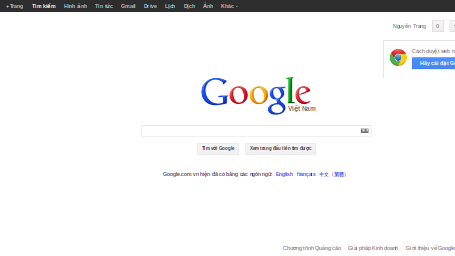 +Trang Tìm kiếm Hình ảnh Tin tức Gmail Drive Lịch Dịch Ảnh Khác
Nguyễn Trang 0 +
Cách duyệt web n
Hãy cài đặt G
Google
Việt Nam
Tìm với Google Xem trang đầu tiên tìm được
Google.com.vn hiện đã có bằng các ngôn ngữ: English français 中文（繁體）
Chương trình Quảng cáo Giải pháp Kinh doanh Giới thiệu về Google